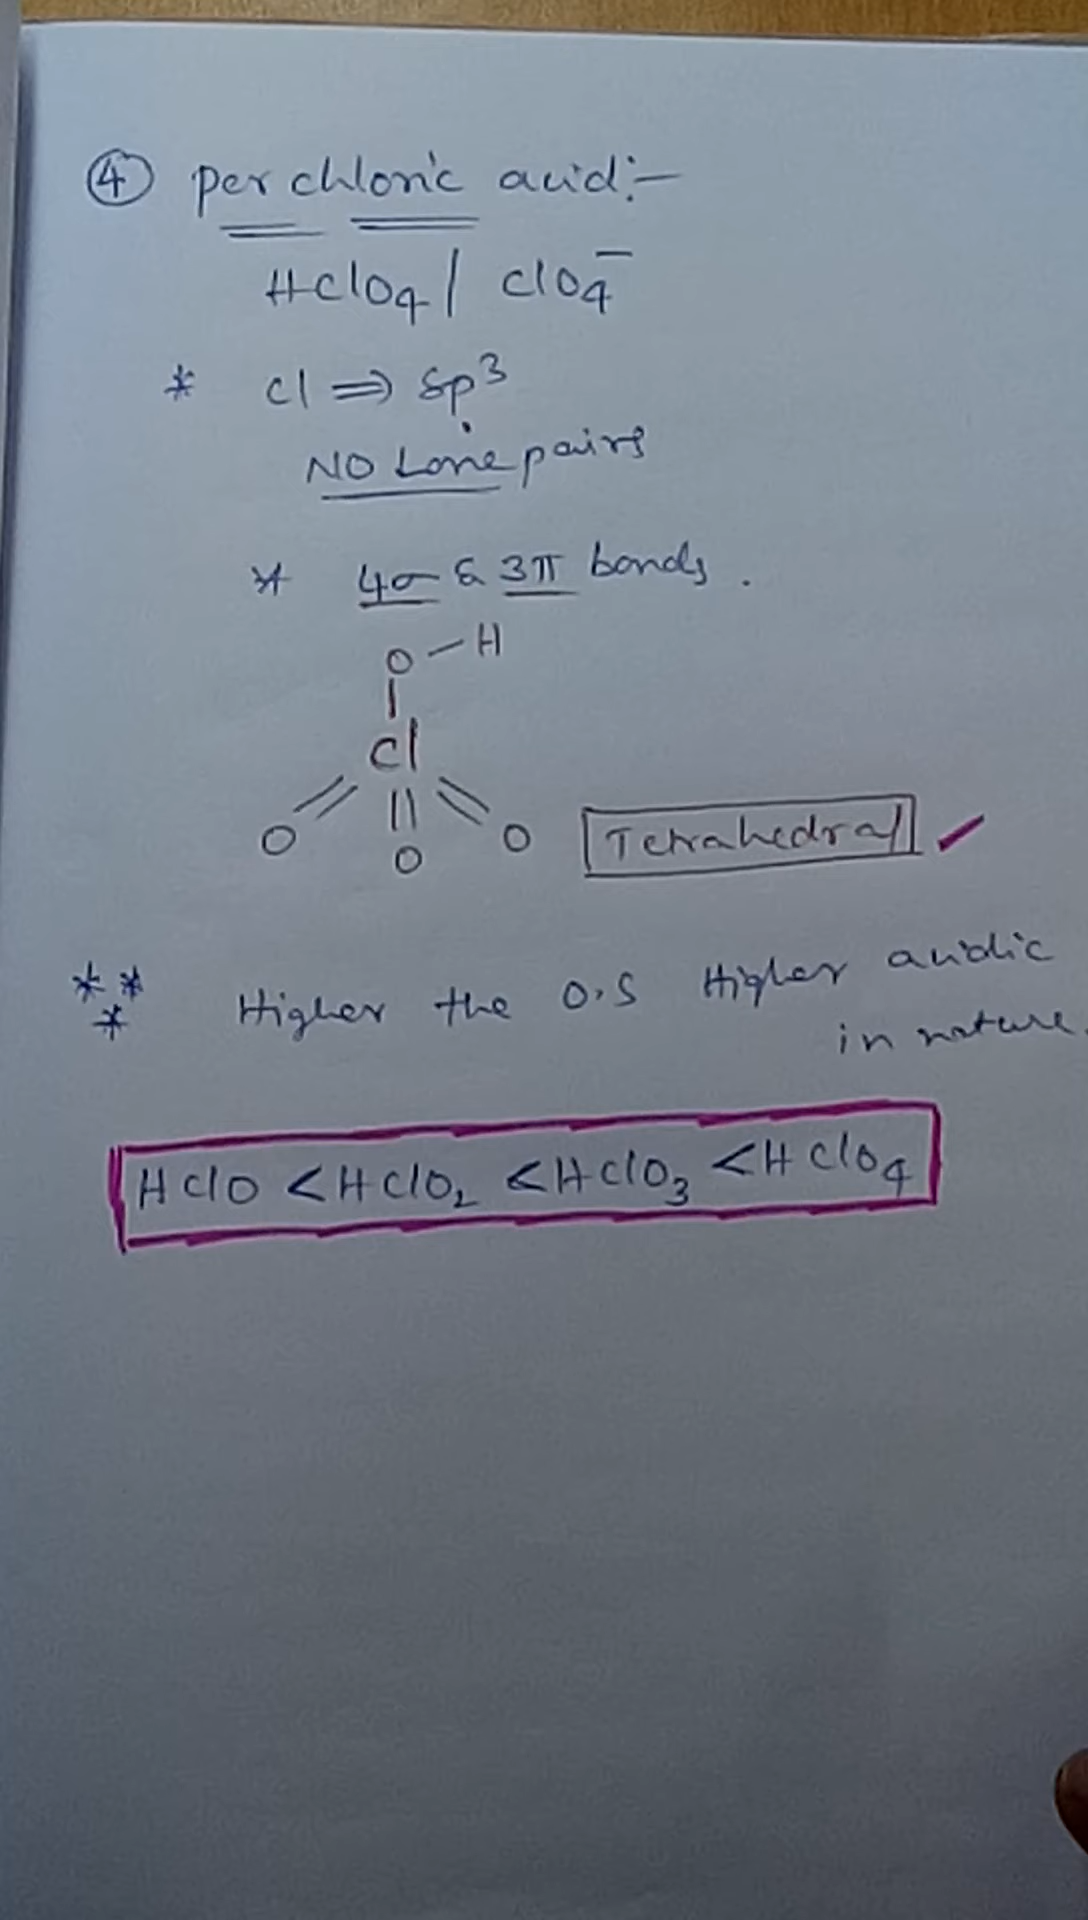 ④ per chloric acid:-
HClO₄ / ClO₄⁻
* Cl ⇒ sp³
NO Lone pairs
* 4σ & 3π bonds.
O-H
Cl
O O O
Tetrahedral
*** Higher the O.S Higher acidic
in nature.
HClO < HClO₂ < HClO₃ < HClO₄